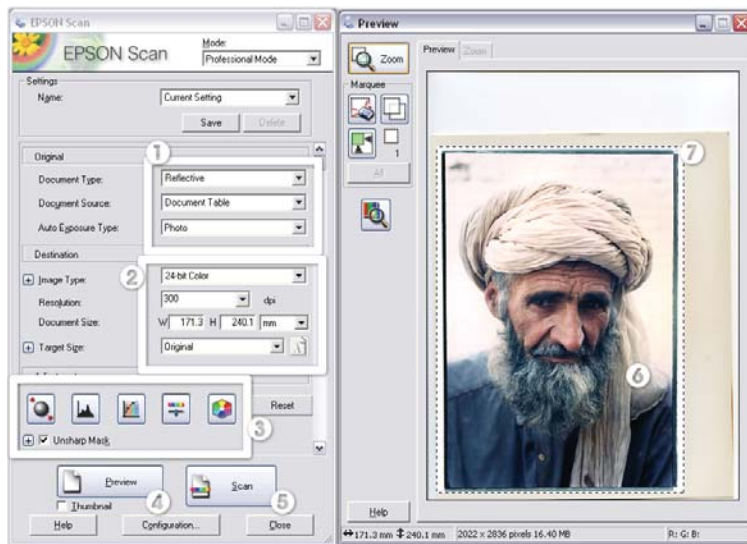 EPSON Scan
EPSON Scan
Mode:
Professional Mode
Settings
Name:
Current Setting
Save
Delete
Original
1
Document Type:
Reflective
Document Source:
Document Table
Auto Exposure Type:
Photo
Destination
2
Image Type:
24-bit Color
Resolution:
300
dpi
Document Size:
W 171.3 H 240.1 mm
Target Size:
Original
Reset
3
Unsharp Mask
Preview
Scan
4
5
Thumbnail
Help
Configuration...
Close
Preview
Zoom
Preview
Zoom
Marquee
1
All
7
6
Help
171.3 mm 240.1 mm
2022 x 2836 pixels 16.40 MB
R: G: B: